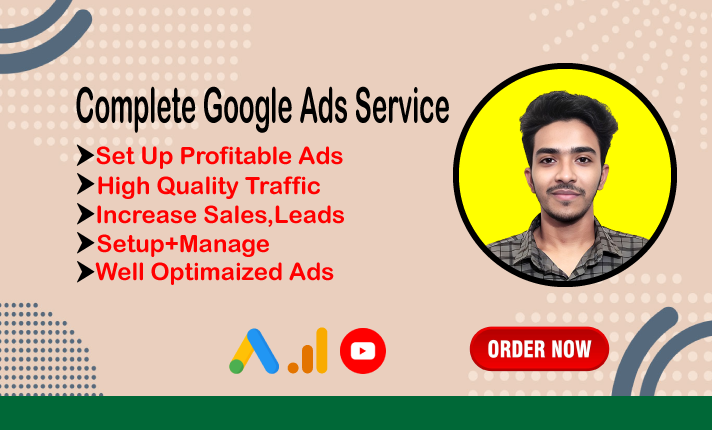 Complete Google Ads Service
Set Up Profitable Ads
High Quality Traffic
Increase Sales,Leads
Setup+Manage
Well Optimaized Ads
ORDER NOW